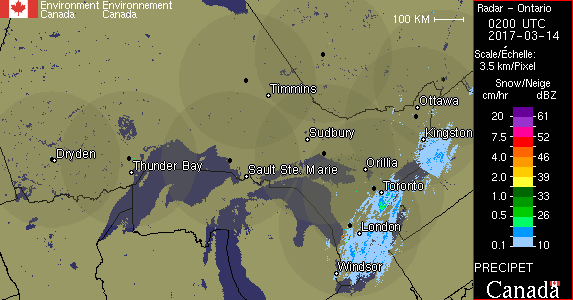 Environment Environnement
Canada Canada
100 KM
Timmins
Ottawa
Sudbury
Kingston
Dryden
Thunder Bay
Sault Ste. Marie
Orillia
Toronto
London
Windsor
Radar - Ontario
0200 UTC
2017-03-14
Scale/Échelle:
3.5 km/Pixel
Snow/Neige
cm/hr dBZ
20 61
7.5 52
4.0 46
2.0 39
1.0 33
0.5 26
0.1 10
PRECIPET
Canada